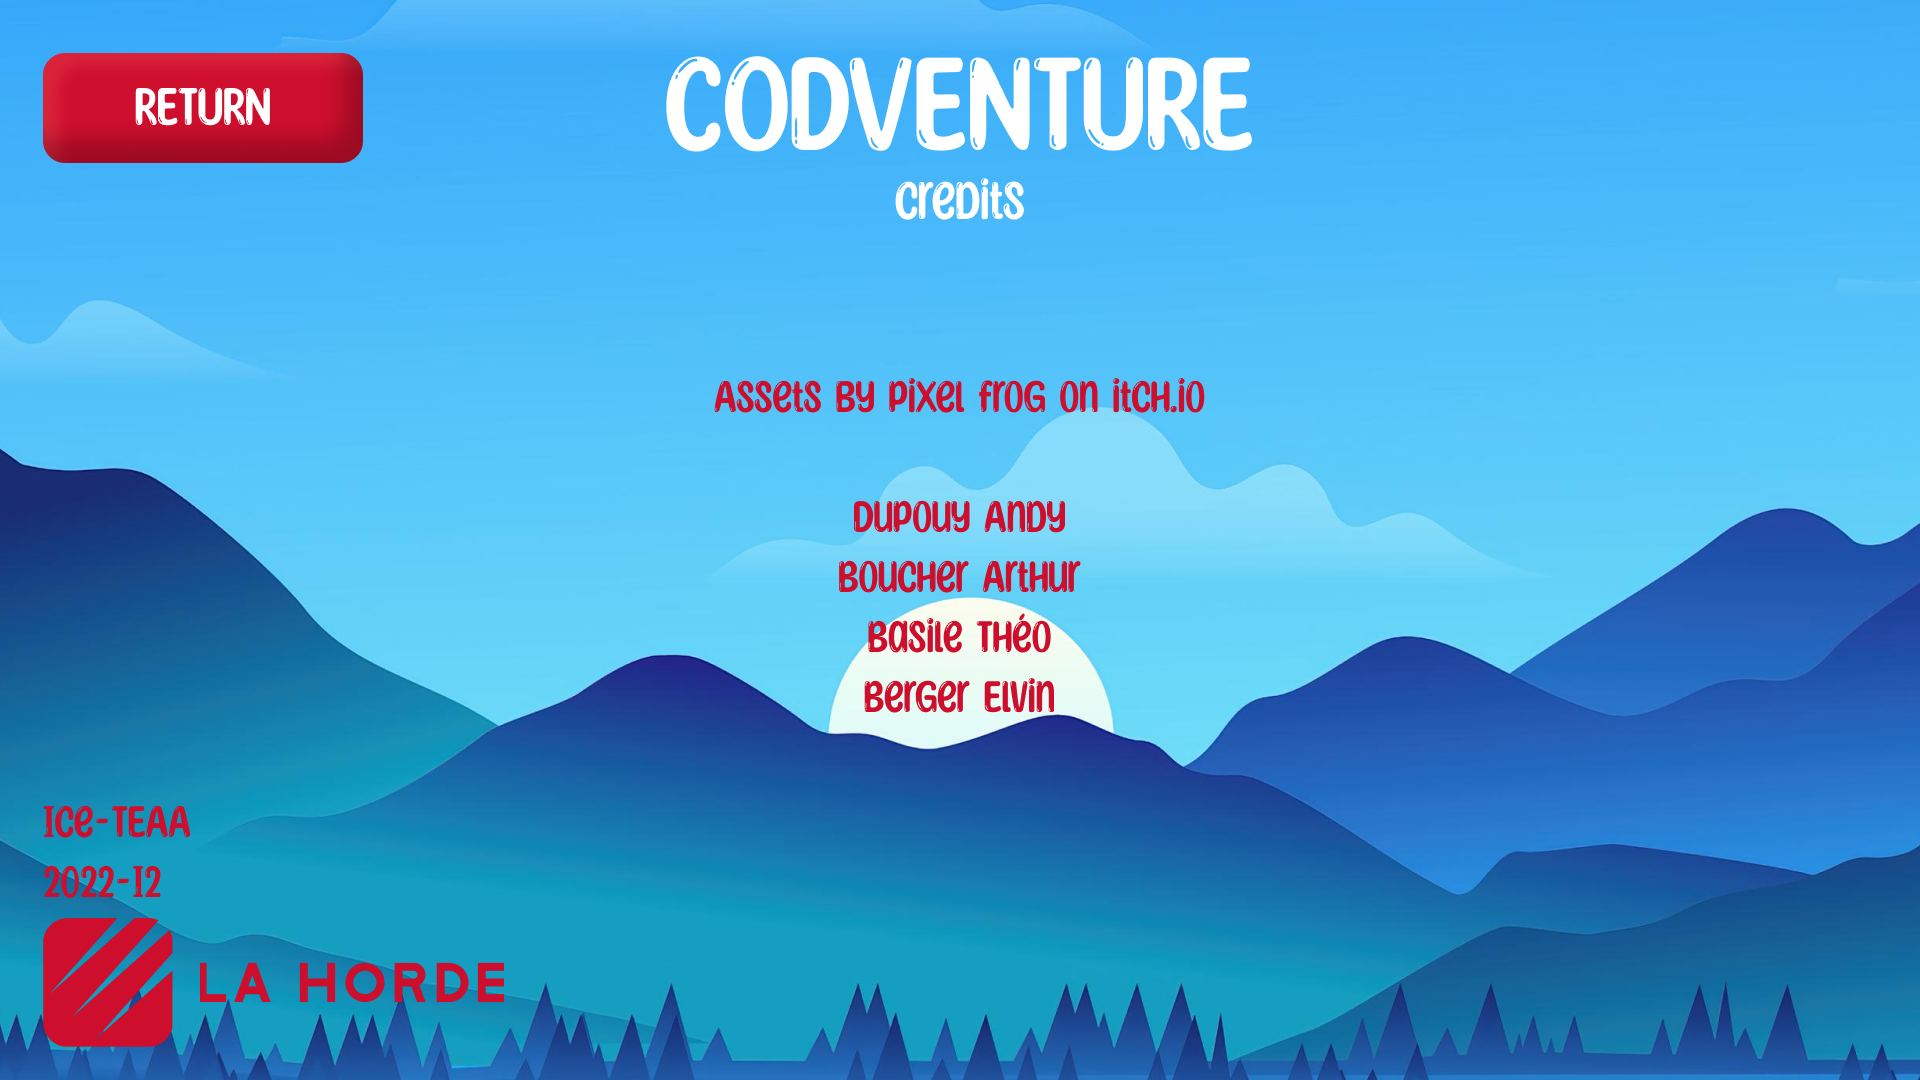 RETURN
CODVENTURE
credits
Assets by Pixel Frog on itch.io
Dupouy Andy
Boucher Arthur
Basile Théo
Berger Elvin
Ice-TEAA
2022-I2
LA HORDE